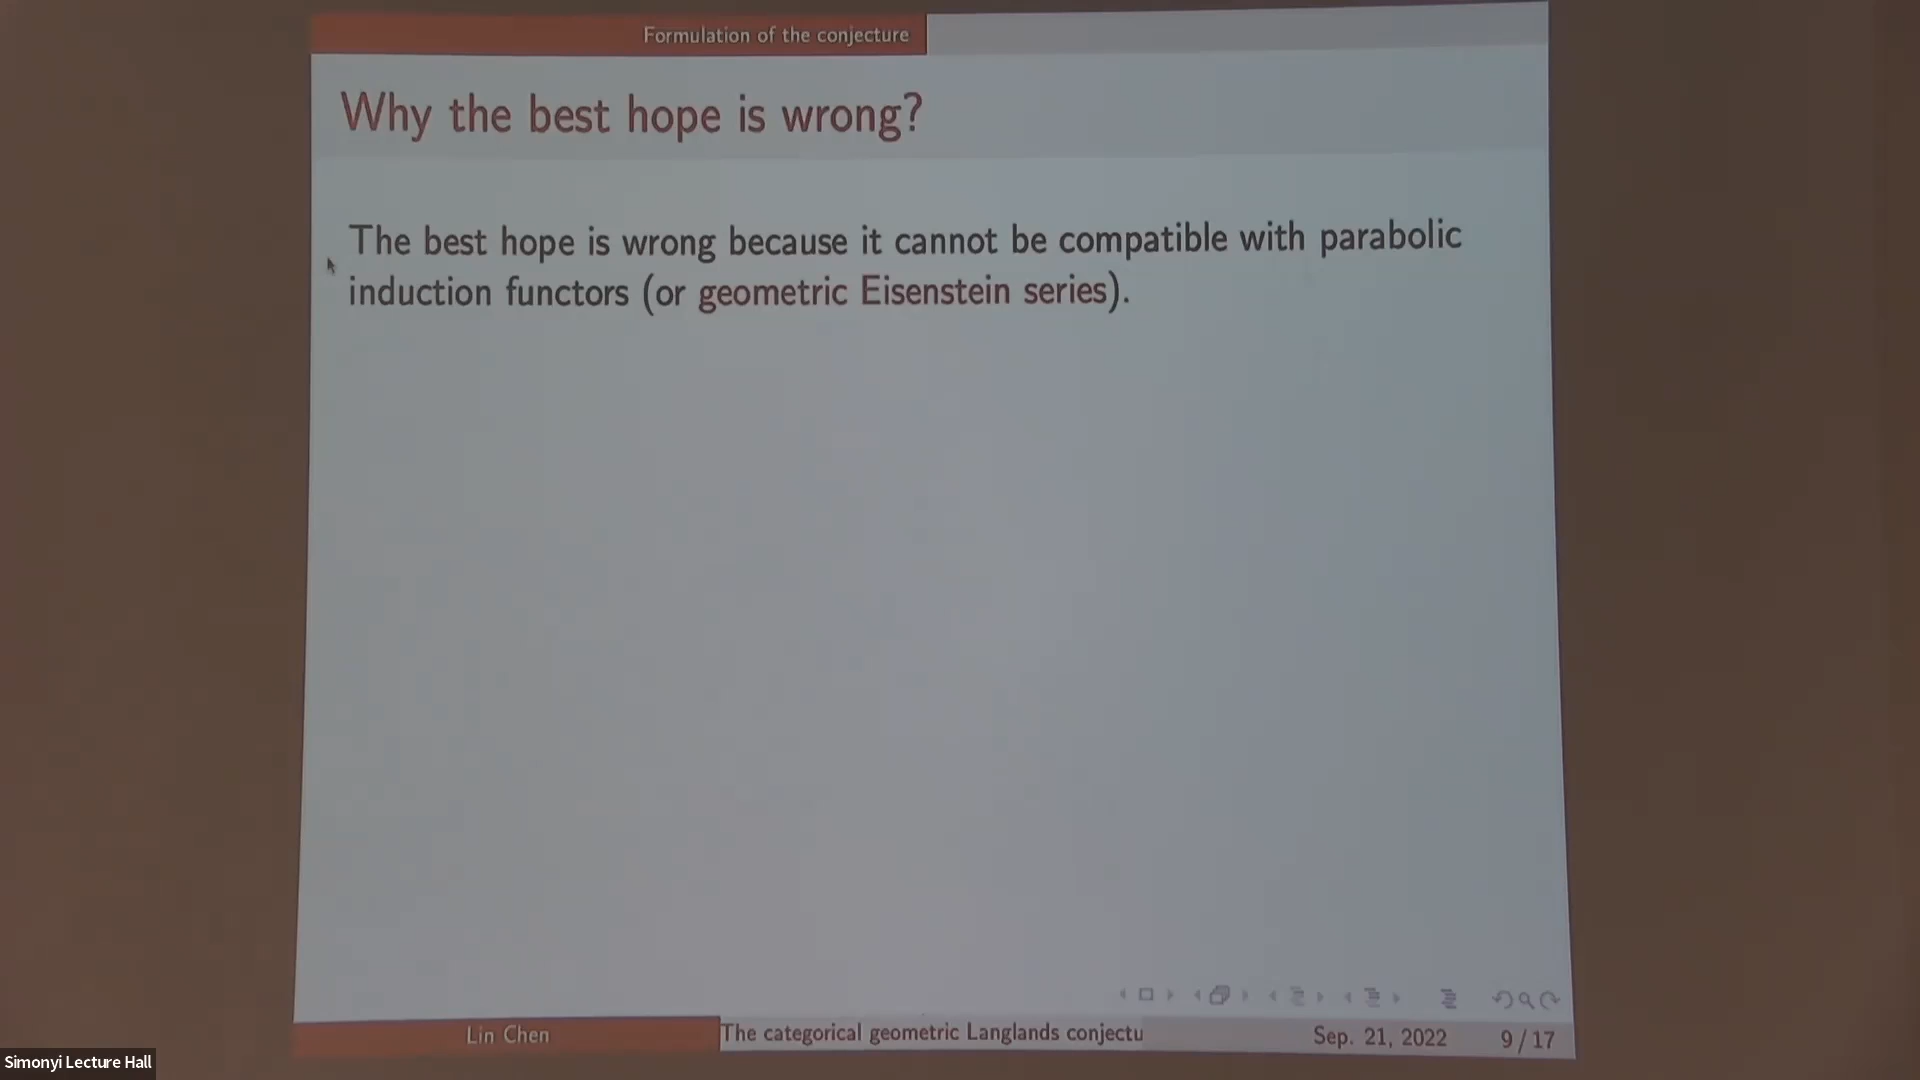 Formulation of the conjecture
Why the best hope is wrong?
The best hope is wrong because it cannot be compatible with parabolic
induction functors (or geometric Eisenstein series).
Lin Chen
The categorical geometric Langlands conjectu
Sep. 21, 2022
9 / 17
Simonyi Lecture Hall